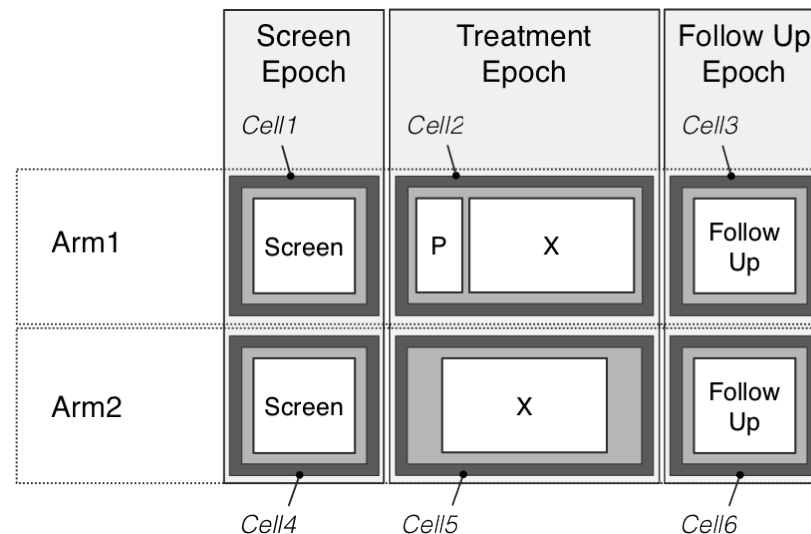 Screen
Epoch
Treatment
Epoch
Follow Up
Epoch
Cell1
Cell2
Cell3
Arm1
Screen
P
X
Follow
Up
Arm2
Screen
X
Follow
Up
Cell4
Cell5
Cell6